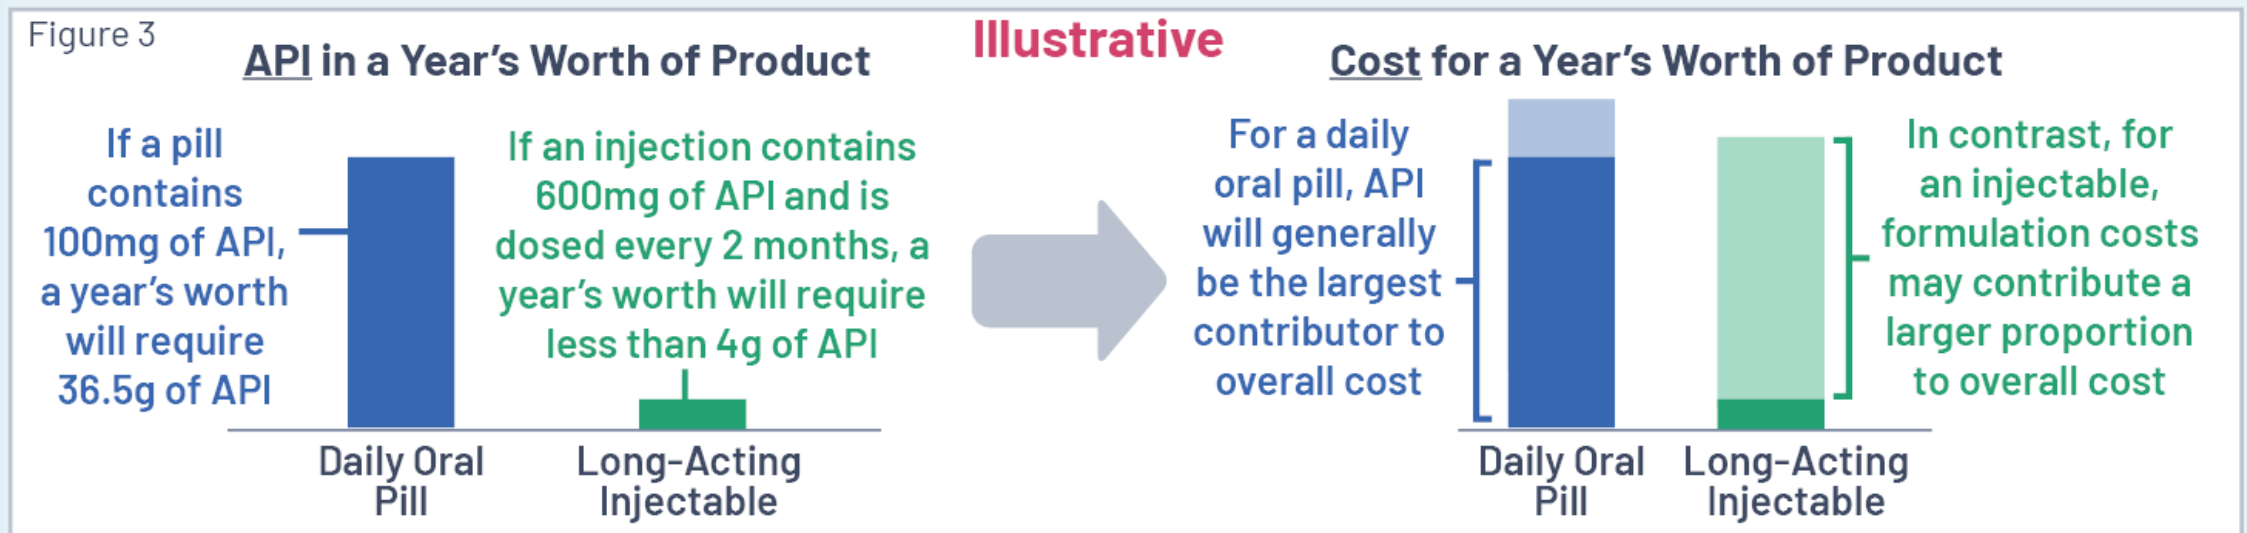 Figure 3
Illustrative
API in a Year's Worth of Product
If a pill
contains
100mg of API,
a year's worth
will require
36.5g of API
If an injection contains
600mg of API and is
dosed every 2 months, a
year's worth will require
less than 4g of API
Daily Oral
Pill
Long-Acting
Injectable
Cost for a Year's Worth of Product
For a daily
oral pill, API
will generally
be the largest
contributor to
overall cost
In contrast, for
an injectable,
formulation costs
may contribute a
larger proportion
to overall cost
Daily Oral
Pill
Long-Acting
Injectable